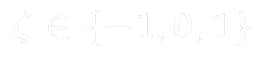 ζ ∈ {−1, 0, 1}